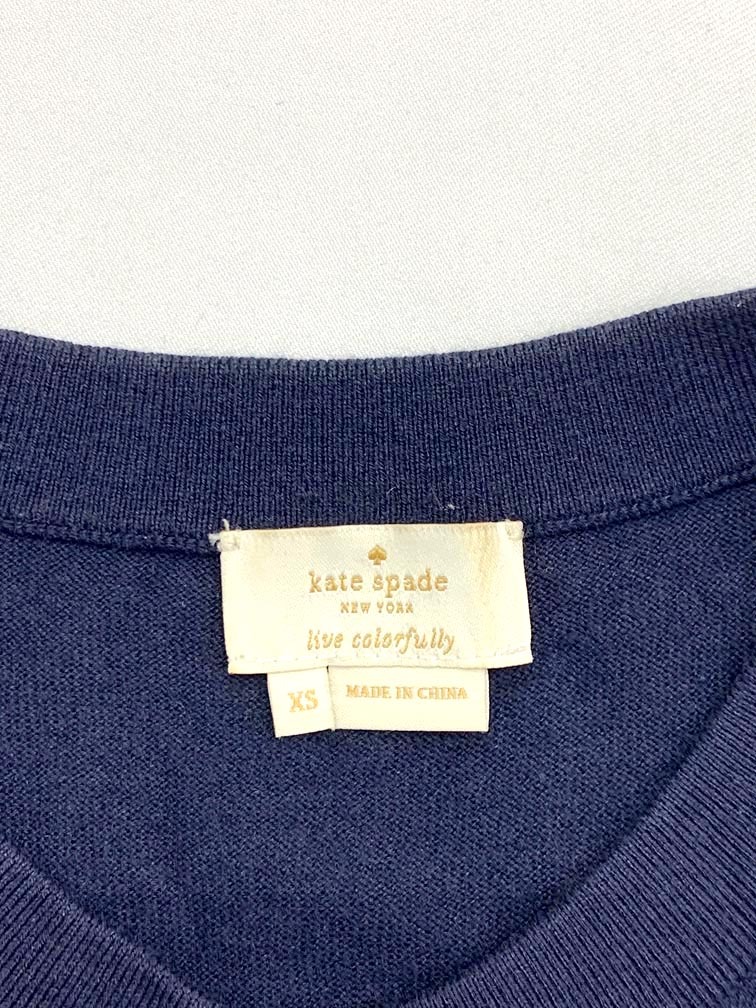 kate spade
NEW YORK
live colorfully
XS
MADE IN CHINA